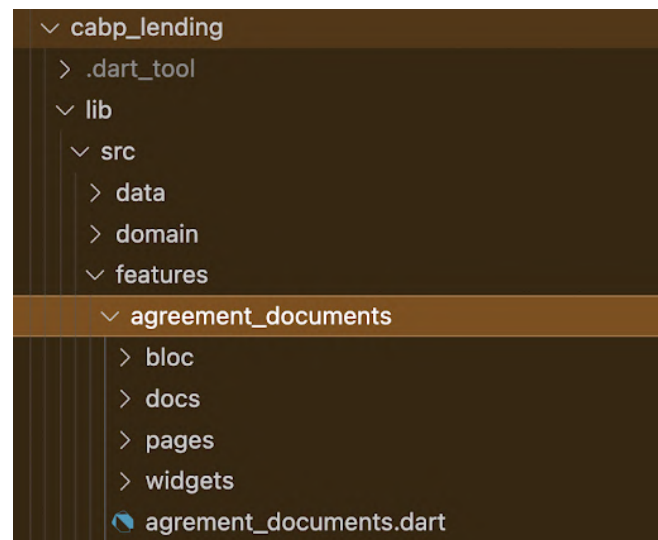 cabp_lending
.dart_tool
lib
src
data
domain
features
agreement_documents
bloc
docs
pages
widgets
agrement_documents.dart